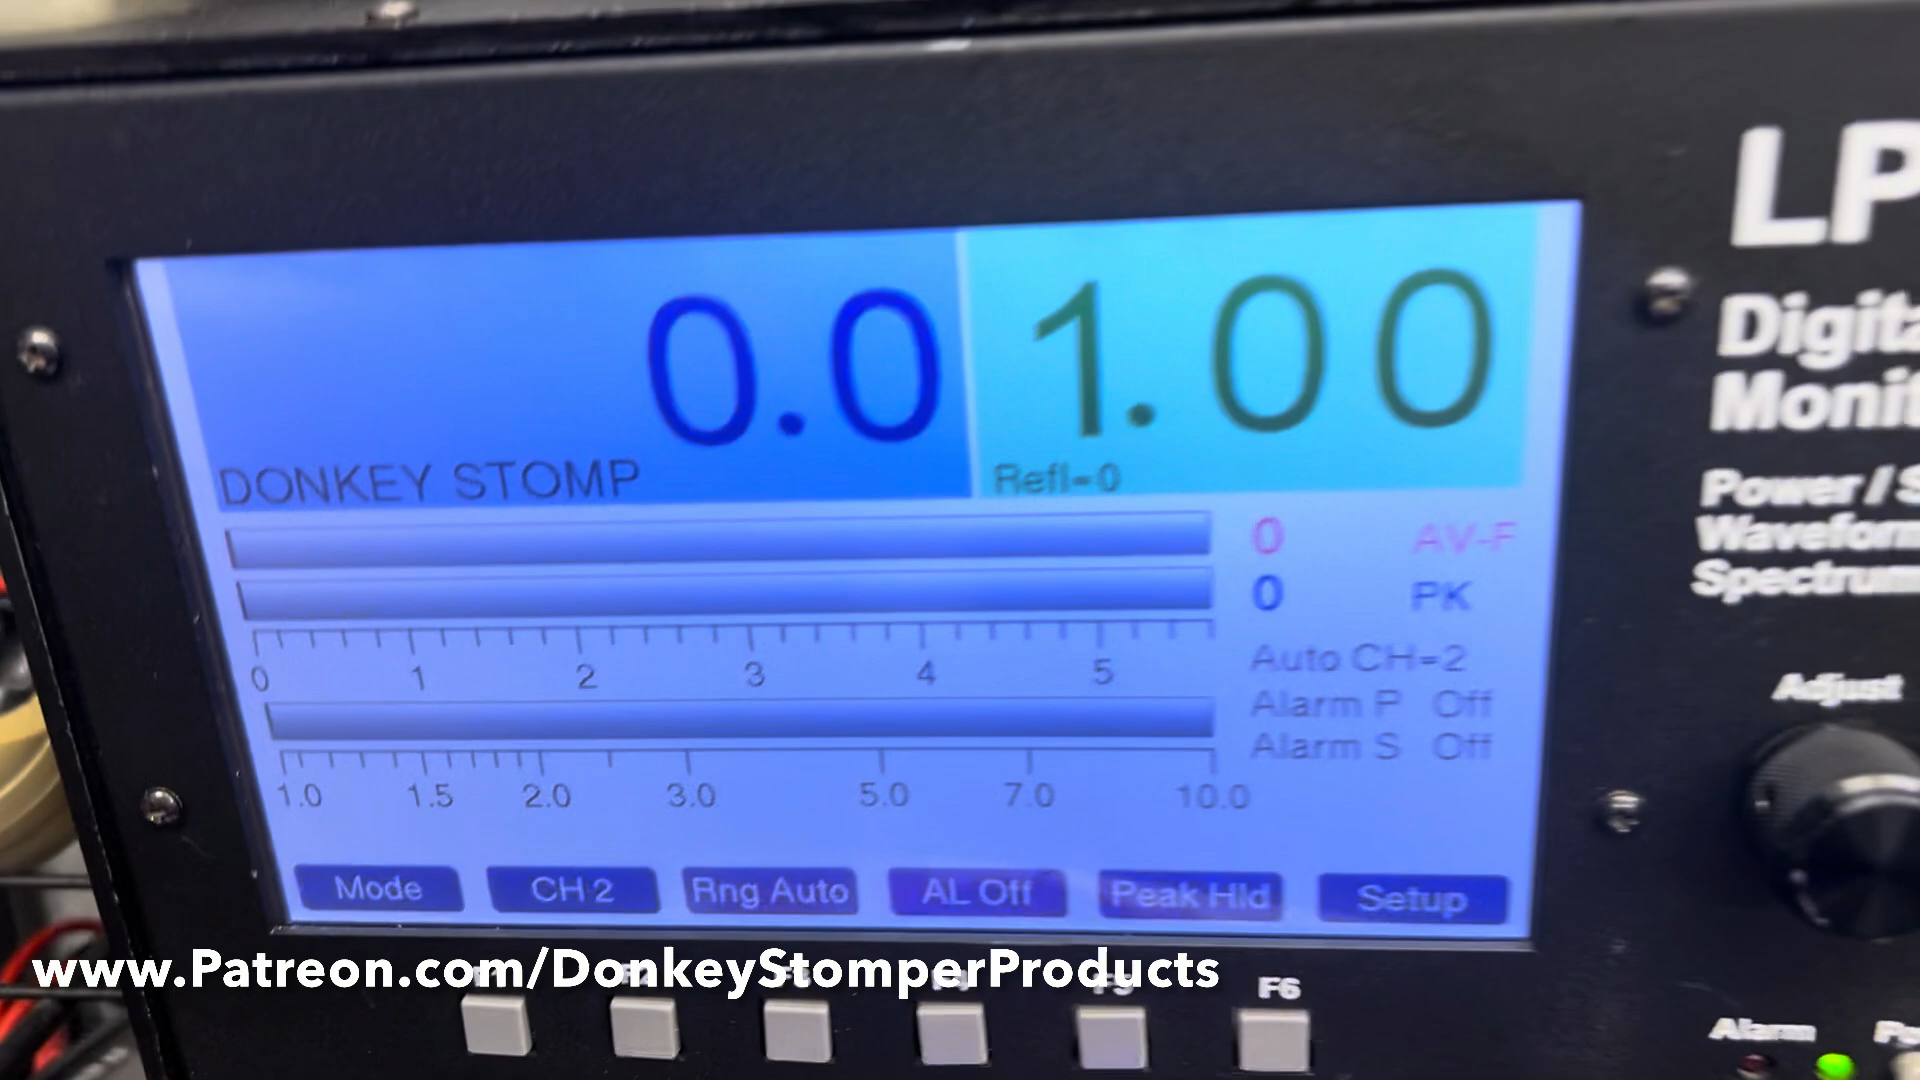 LP
0.0
1.00
DONKEY STOMP
Refl=0
0 AV-F
0 PK
0 1 2 3 4 5
Auto CH=2
Alarm P Off
Alarm S Off
1.0 1.5 2.0 3.0 5.0 7.0 10.0
Mode CH 2 Rng Auto AL Off Peak Hld Setup
Digita
Monit
Power / S
Waveform
Spectrum
Adjust
www.Patreon.com/DonkeyStomperProducts
F6
Alarm